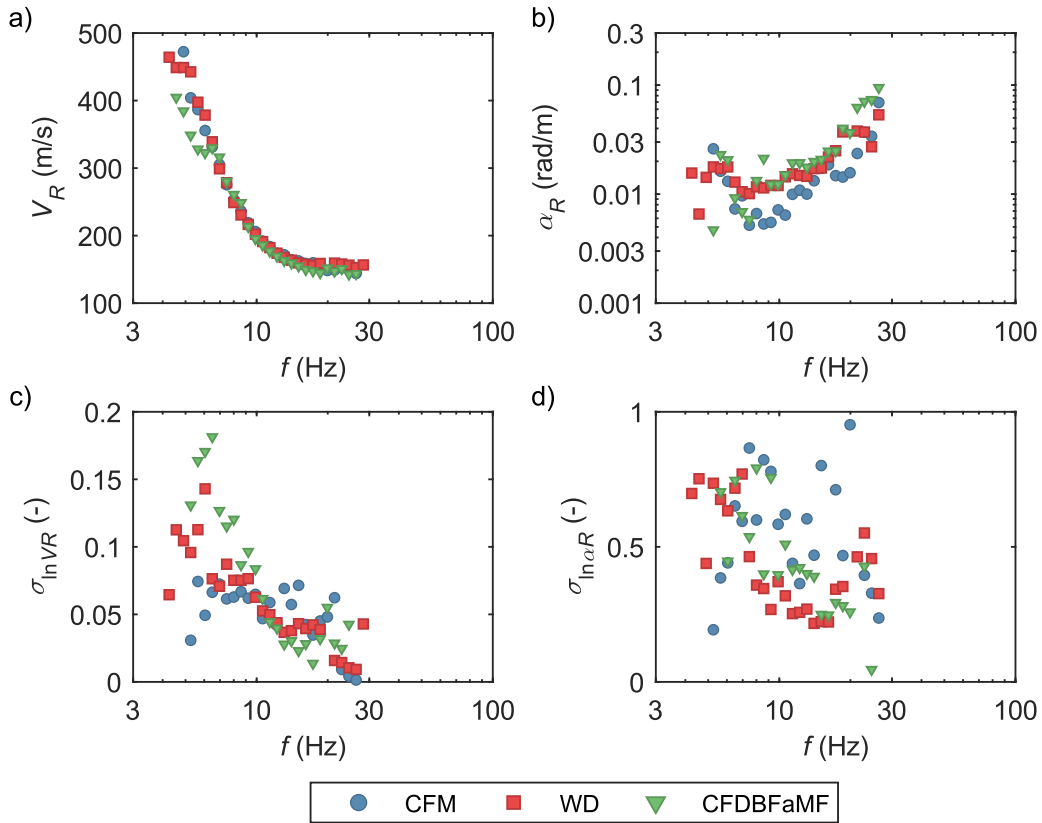 a)
500
400
300
200
100
V_R (m/s)
3
10
30
100
f (Hz)
b)
0.3
0.1
0.03
0.01
0.003
0.001
α_R (rad/m)
3
10
30
100
f (Hz)
c)
0.2
0.15
0.1
0.05
0
σ_lnVR (-)
3
10
30
100
f (Hz)
d)
1
0.5
0
σ_lnαR (-)
3
10
30
100
f (Hz)
CFM WD CFDBFaMF